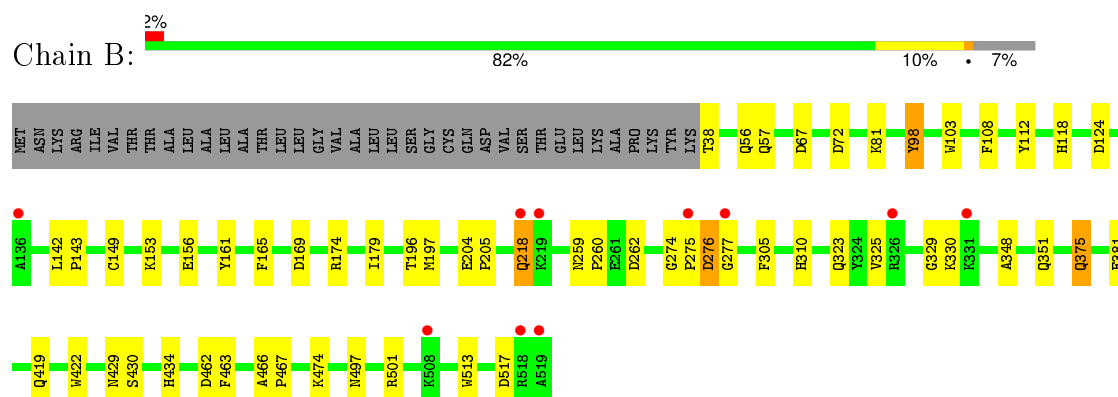 2%
Chain B:
82% 10% • 7%
MET ASN LYS ARG ILE VAL THR THR ALA LEU ALA LEU ALA THR LEU LEU GLY VAL ALA LEU LEU SER GLY CYS GLN ASP VAL SER THR GLU LEU LYS ALA PRO LYS TYR LYS T38 Q56 Q57 D67 D72 K81 Y98 W103 F108 Y112 H118 D124
A136 L142 P143 C149 K153 E156 Y161 F165 D169 R174 I179 T196 M197 E204 P205 Q218 K219 N259 P260 E261 D262 G274 P275 D276 G277 F305 H310 Q323 Y324 V325 R326 G329 K330 K331 A348 Q351 Q375
Q419 W422 N429 S430 H434 D462 F463 A466 P467 K474 N497 R501 K508 W513 D517 R518 A519